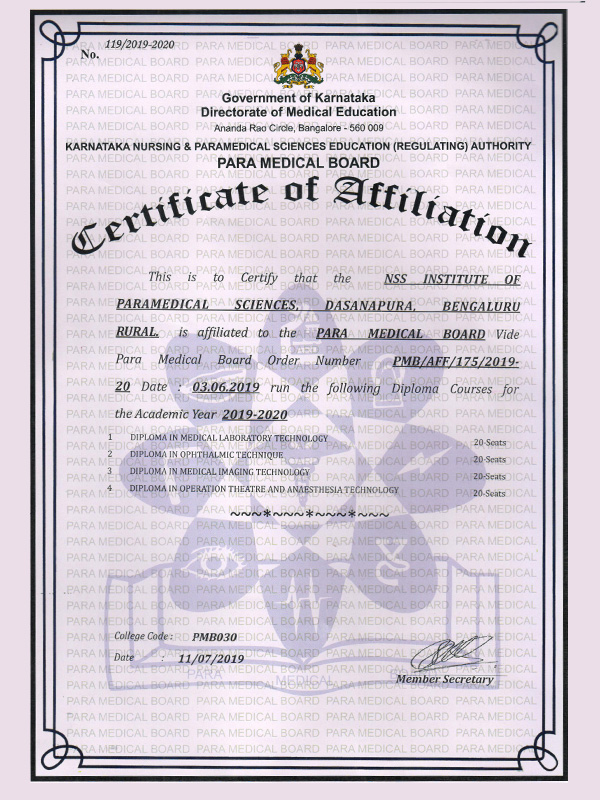 No. 119/2019-2020
Government of Karnataka
Directorate of Medical Education
Ananda Rao Circle, Bangalore - 560 009
KARNATAKA NURSING & PARAMEDICAL SCIENCES EDUCATION (REGULATING) AUTHORITY
PARA MEDICAL BOARD
Certificate of Affiliation
This is to Certify that the NSS INSTITUTE OF
PARAMEDICAL SCIENCES, DASANAPURA, BENGALURU
RURAL. is affiliated to the PARA MEDICAL BOARD Vide
Para Medical Board Order Number PMB/AFF/175/2019-
20 Date : 03.06.2019 run the following Diploma Courses for
the Academic Year 2019-2020
1 DIPLOMA IN MEDICAL LABORATORY TECHNOLOGY 20-Seats
2 DIPLOMA IN OPHTHALMIC TECHNIQUE 20-Seats
3 DIPLOMA IN MEDICAL IMAGING TECHNOLOGY 20-Seats
4 DIPLOMA IN OPERATION THEATRE AND ANAESTHESIA TECHNOLOGY 20-Seats
~~~*~~~*~~~*~~~
College Code : PMB030
Date : 11/07/2019
PARA MEDICAL
Member Secretary